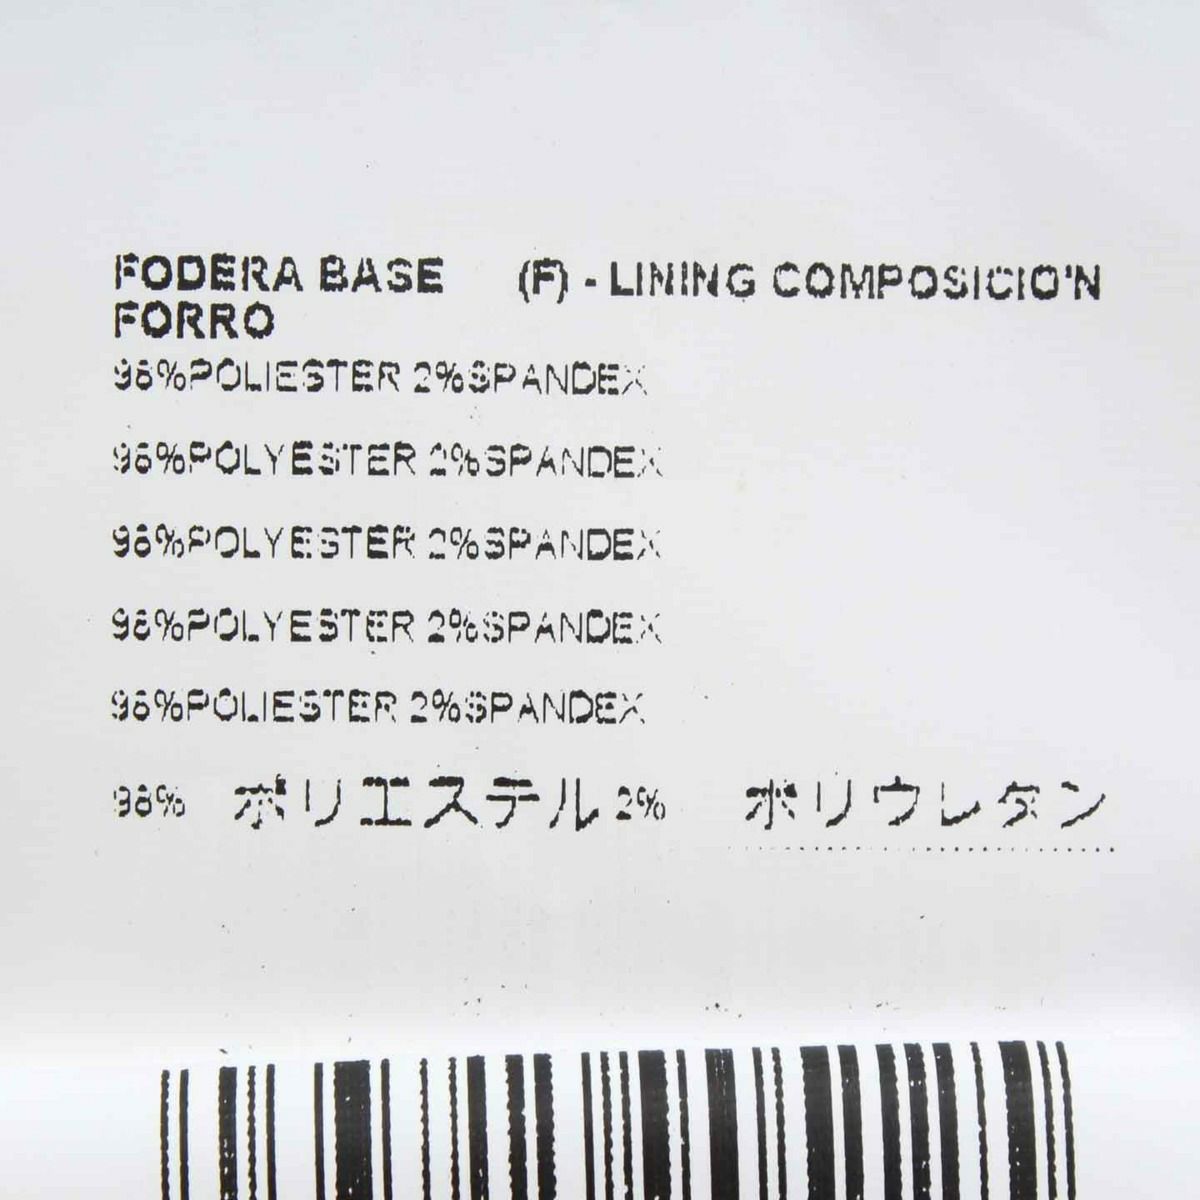 FODERA BASE (F) - LINING COMPOSICIO'N
FORRO
98%POLIESTER 2%SPANDEX
98%POLYESTER 2%SPANDEX
98%POLYESTER 2%SPANDEX
98%POLYESTER 2%SPANDEX
98%POLIESTER 2%SPANDEX
98% ポリエステル 2% ポリウレタン